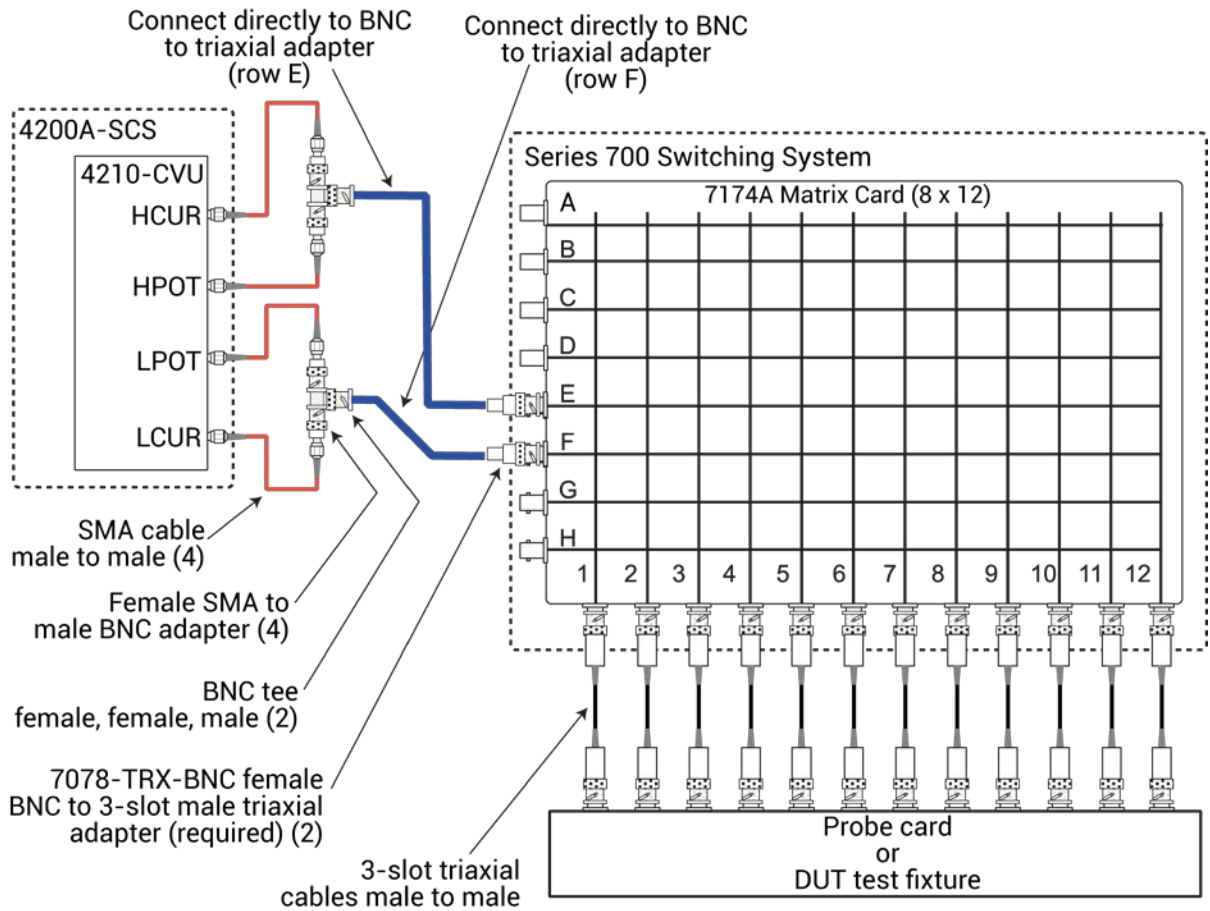 Connect directly to BNC
to triaxial adapter
(row E)
Connect directly to BNC
to triaxial adapter
(row F)
4200A-SCS
4210-CVU
HCUR
HPOT
LPOT
LCUR
Series 700 Switching System
7174A Matrix Card (8 x 12)
A
B
C
D
E
F
G
H
1 2 3 4 5 6 7 8 9 10 11 12
SMA cable
male to male (4)
Female SMA to
male BNC adapter (4)
BNC tee
female, female, male (2)
7078-TRX-BNC female
BNC to 3-slot male triaxial
adapter (required) (2)
3-slot triaxial
cables male to male
Probe card
or
DUT test fixture